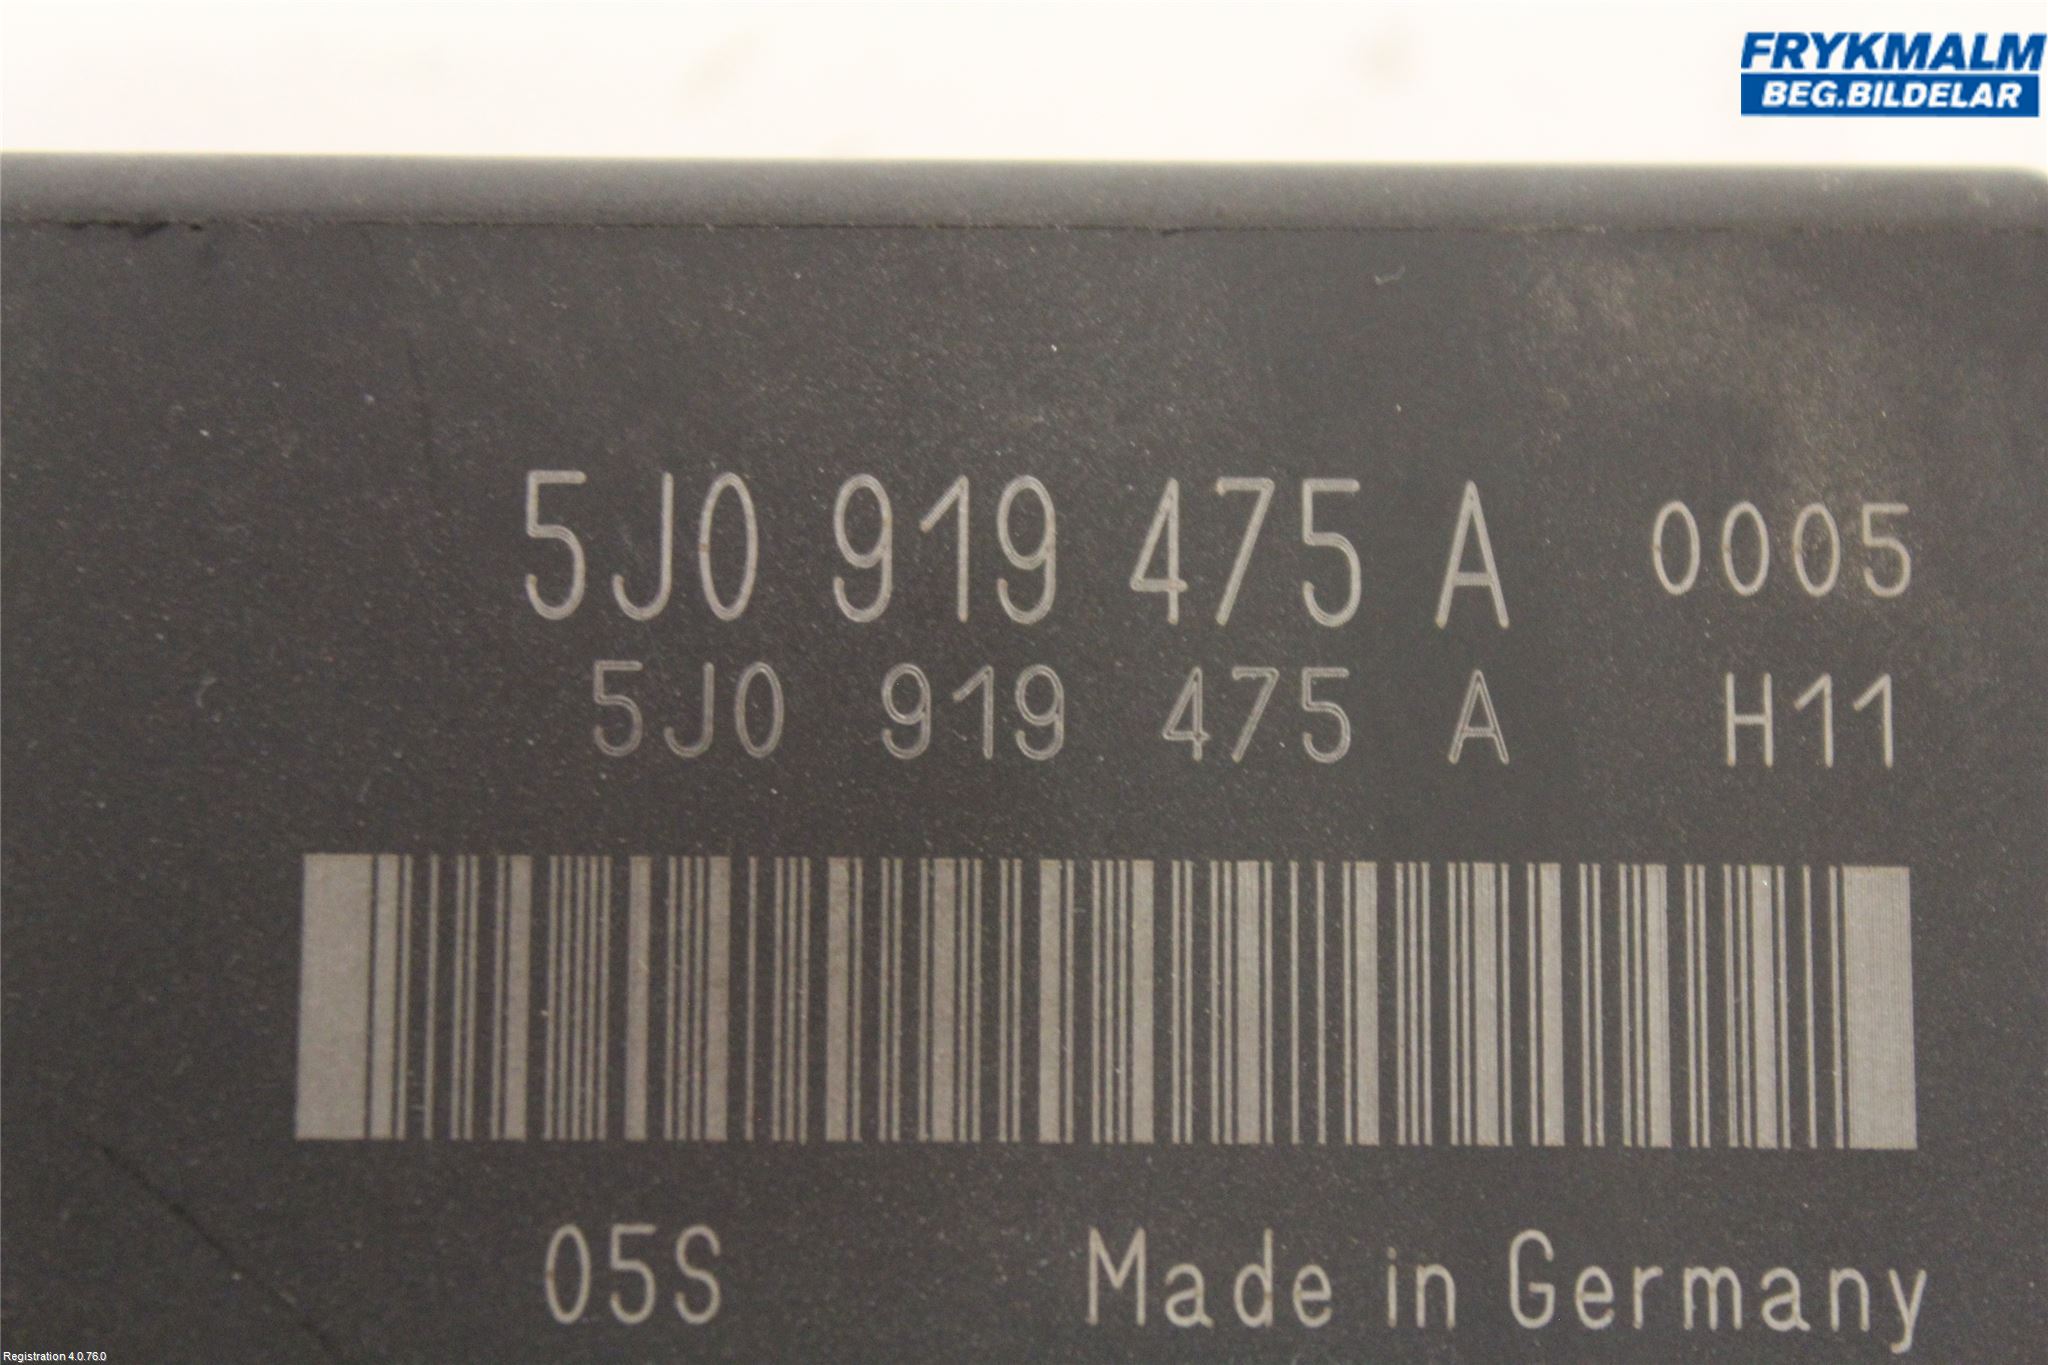 FRYKMALM
BEG.BILDELAR
5J0 919 475 A 0005
5J0 919 475 A H11
05S Made in Germany
Registration 4.0.76.0